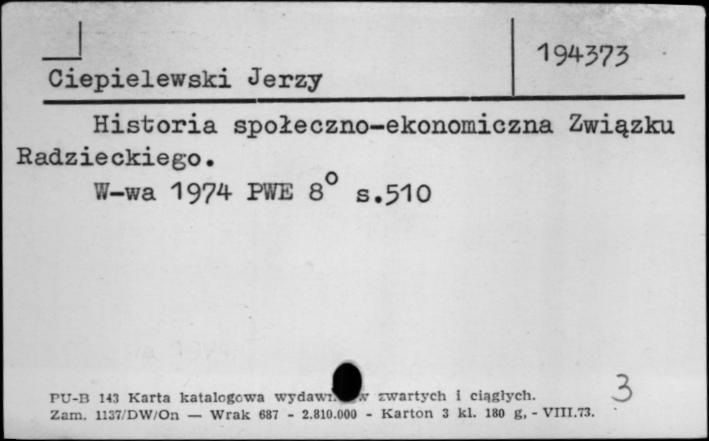 194373
Ciepielewski Jerzy
Historia społeczno-ekonomiczna Związku
Radzieckiego.
W-wa 1974 PWE 8° s.510
3
PU-B 143 Karta katalogowa zwartych i ciągłych.
Zam. 1137/DW/On — Wrak 687 - 2.810.000 - Karton 3 kl. 180 g, - VIII.73.